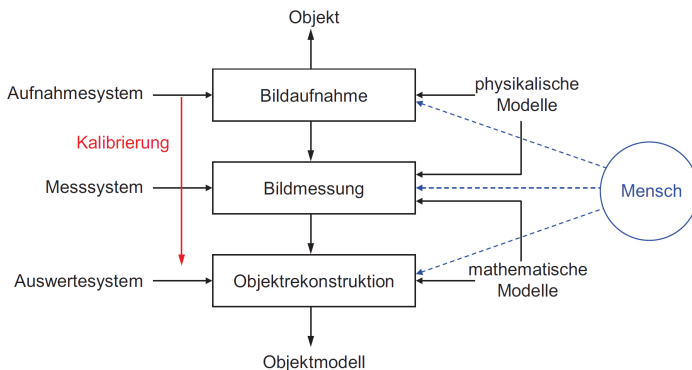 Objekt
Aufnahmesystem
Bildaufnahme
physikalische
Modelle
Kalibrierung
Messsystem
Bildmessung
Mensch
Auswertesystem
Objektrekonstruktion
mathematische
Modelle
Objektmodell